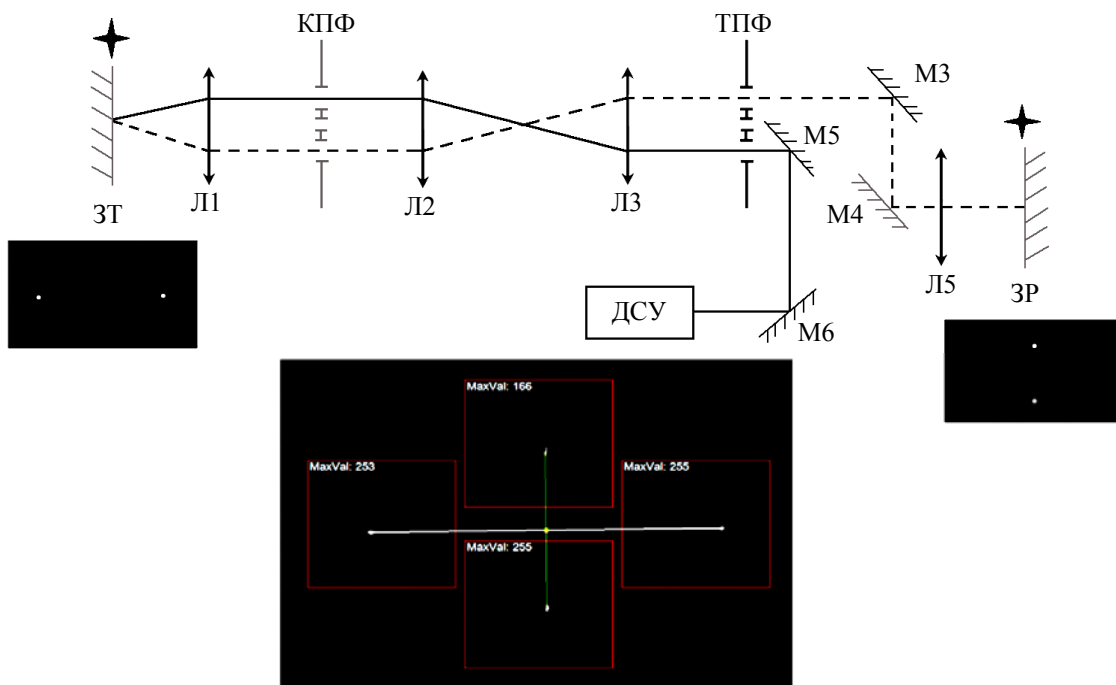 КПФ
ТПФ
М3
М5
ЗТ
Л1
Л2
Л3
М4
Л5
ЗР
ДСУ
М6
MaxVal: 166
MaxVal: 253
MaxVal: 255
MaxVal: 255